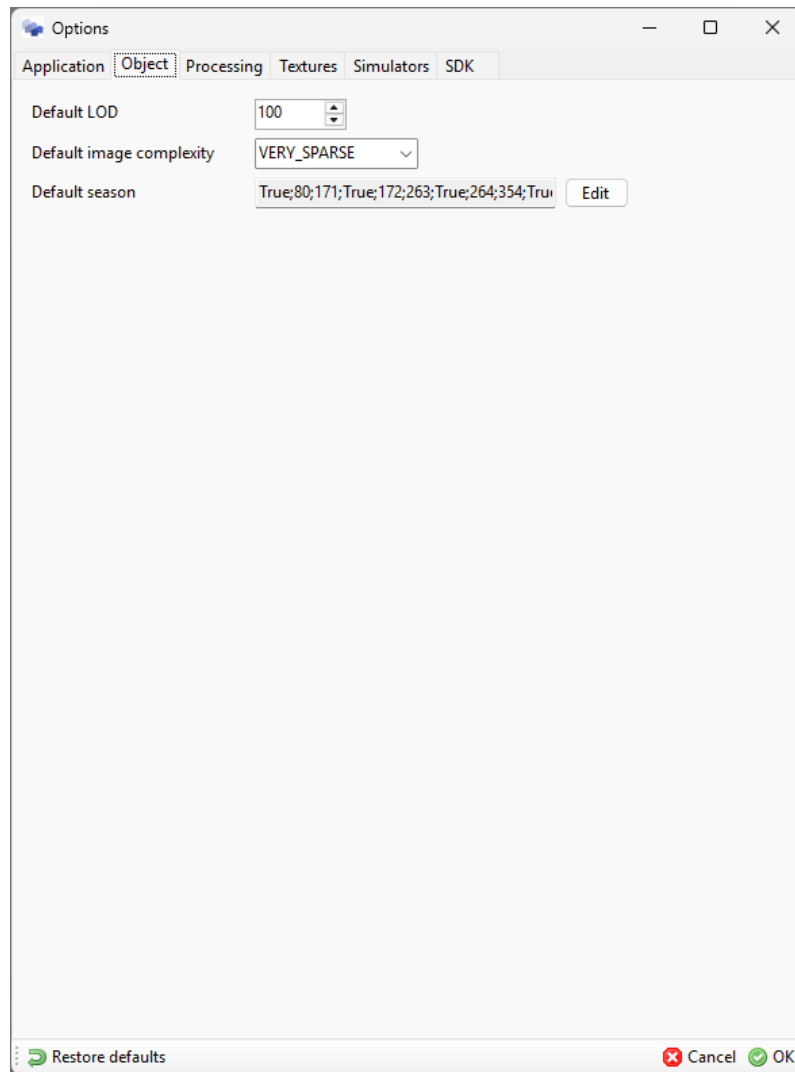 Options
Application Object Processing Textures Simulators SDK
Default LOD 100
Default image complexity VERY_SPARSE
Default season True;80;171;True;172;263;True;264;354;Tru Edit
Restore defaults Cancel OK